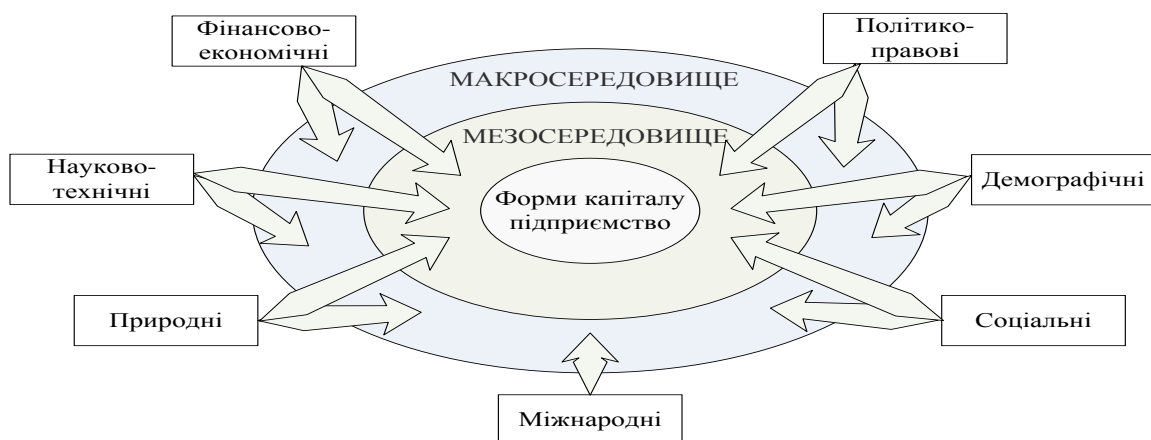 Фінансово-
економічні
Політико-
правові
МАКРОСЕРЕДОВИЩЕ
МЕЗОСЕРЕДОВИЩЕ
Науково-
технічні
Форми капіталу
підприємство
Демографічні
Природні
Соціальні
Міжнародні